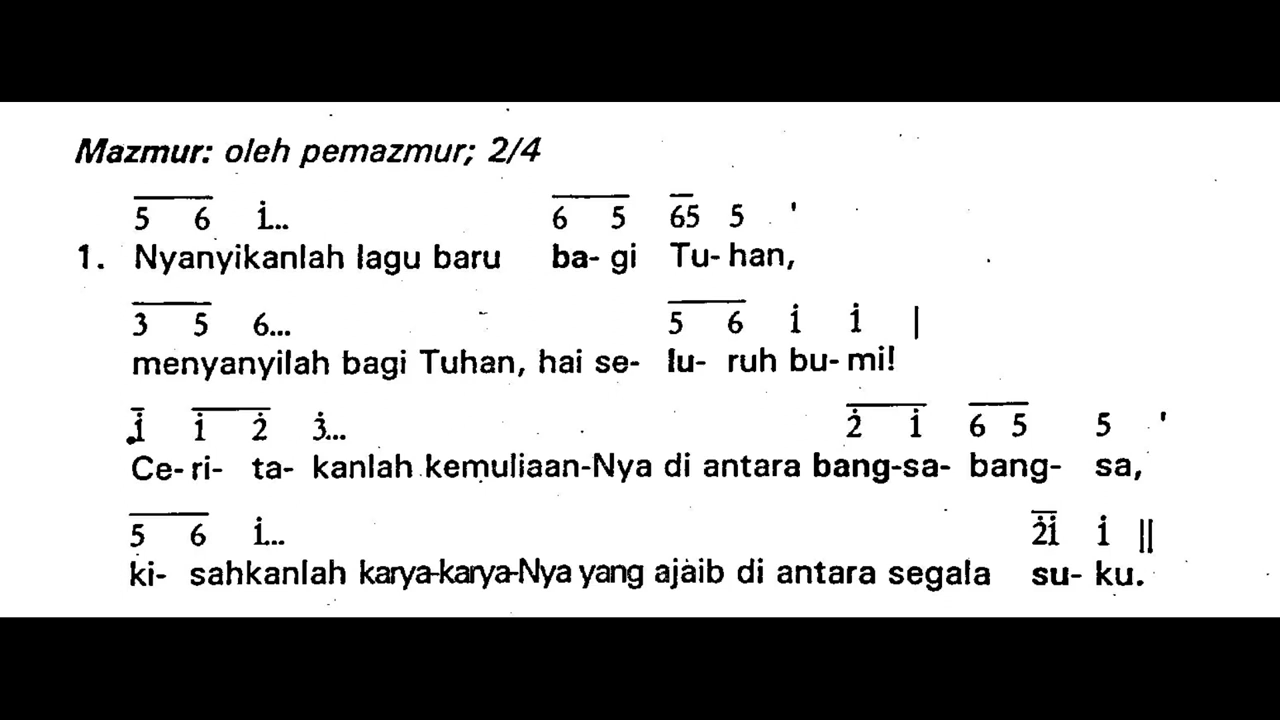 Mazmur: oleh pemazmur; 2/4
5 6 i̇... 6 5 65 5 '
1. Nyanyikanlah lagu baru ba- gi Tu- han,
3 5 6... 5 6 i̇ i̇ |
menyanyilah bagi Tuhan, hai se- lu- ruh bu- mi!
i̇ i̇ 2̇ 3̇... 2̇ i̇ 6 5 5 '
Ce- ri- ta- kanlah kemuliaan-Nya di antara bang-sa- bang- sa,
5 6 i̇... 2̇i̇ i̇ ||
ki- sahkanlah karya-karya-Nya yang ajaib di antara segala su- ku.